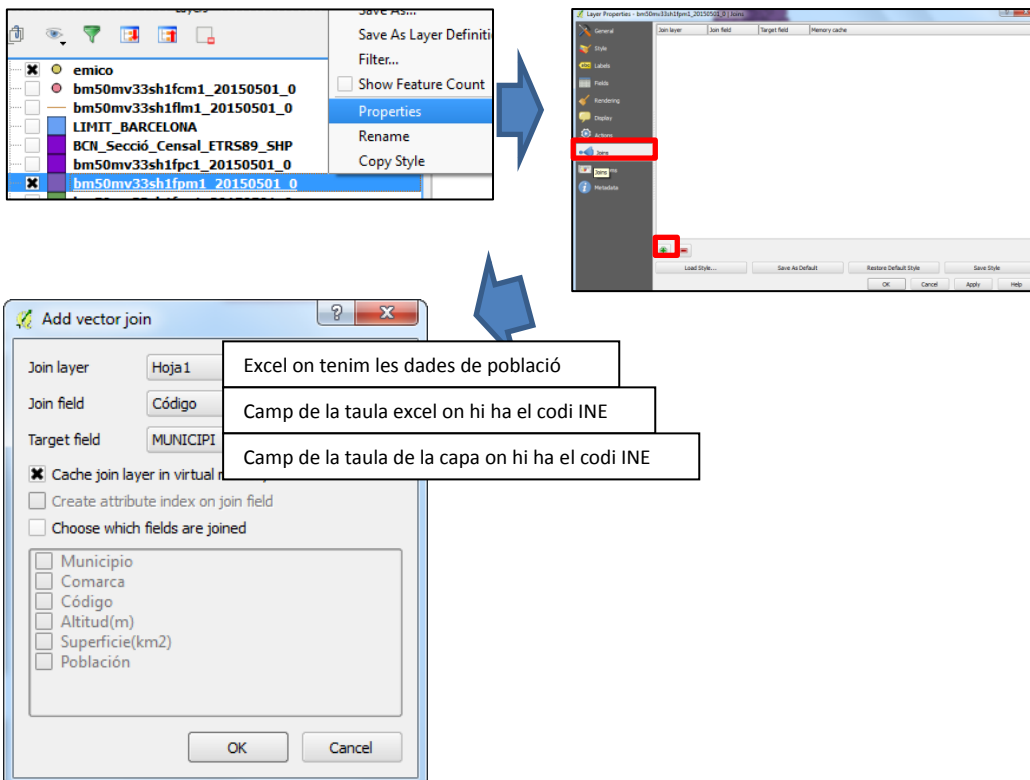 Layers
Save As...
Save As Layer Definiti
Filter...
Show Feature Count
Properties
Rename
Copy Style
emico
bm50mv33sh1fcm1_20150501_0
bm50mv33sh1flm1_20150501_0
LIMIT_BARCELONA
BCN_Secció_Censal_ETRS89_SHP
bm50mv33sh1fpc1_20150501_0
bm50mv33sh1fpm1_20150501_0
Layer Properties - bm50mv33sh1fpm1_20150501_0 | Joins
General
Style
Labels
Fields
Rendering
Display
Actions
Joins
Joins
Metadata
Join layer Join field Target field Memory cache
Load Style... Save As Default Restore Default Style Save Style
OK Cancel Apply Help
Add vector join
Join layer Hoja1
Excel on tenim les dades de població
Join field Código
Camp de la taula excel on hi ha el codi INE
Target field MUNICIPI
Camp de la taula de la capa on hi ha el codi INE
Cache join layer in virtual
Create attribute index on join field
Choose which fields are joined
Municipio
Comarca
Código
Altitud(m)
Superficie(km2)
Población
OK Cancel